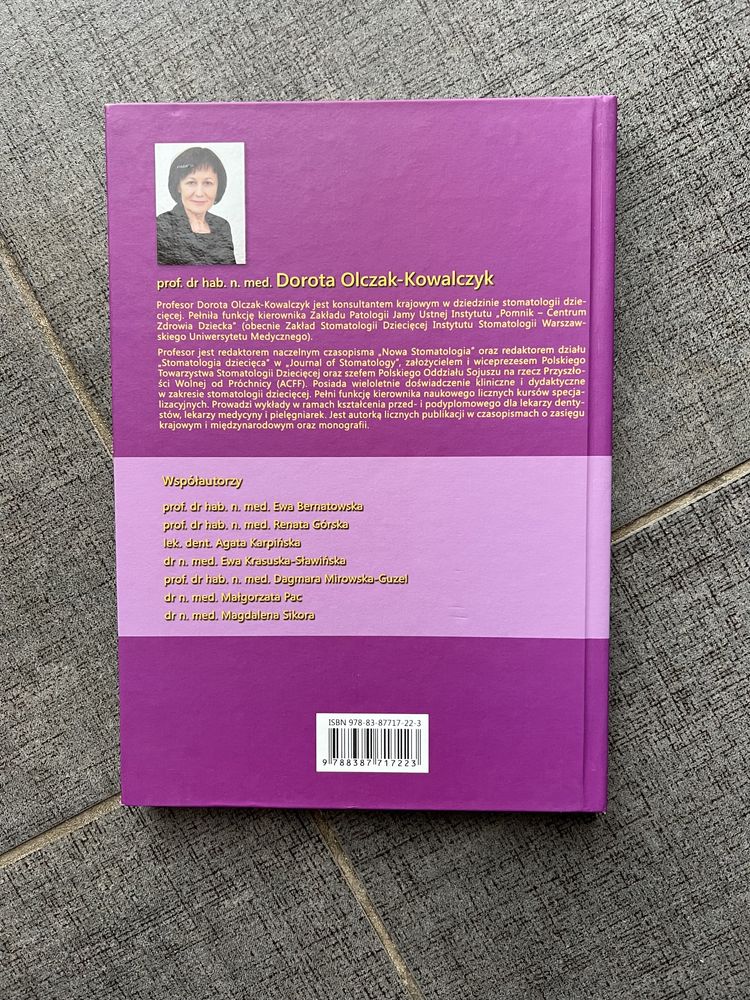 prof. dr hab. n. med. Dorota Olczak-Kowalczyk
Profesor Dorota Olczak-Kowalczyk jest konsultantem krajowym w dziedzinie stomatologii dzie-
cięcej. Pełniła funkcję kierownika Zakładu Patologii Jamy Ustnej Instytutu „Pomnik – Centrum
Zdrowia Dziecka” (obecnie Zakład Stomatologii Dziecięcej Instytutu Stomatologii Warszaw-
skiego Uniwersytetu Medycznego).
Profesor jest redaktorem naczelnym czasopisma „Nowa Stomatologia” oraz redaktorem działu
„Stomatologia dziecięca” w „Journal of Stomatology”, założycielem i wiceprezesem Polskiego
Towarzystwa Stomatologii Dziecięcej oraz szefem Polskiego Oddziału Sojuszu na rzecz Przyszło-
ści Wolnej od Próchnicy (ACFF). Posiada wieloletnie doświadczenie kliniczne i dydaktyczne
w zakresie stomatologii dziecięcej. Pełni funkcję kierownika naukowego licznych kursów specja-
lizacyjnych. Prowadzi wykłady w ramach kształcenia przed- i podyplomowego dla lekarzy denty-
stów, lekarzy medycyny i pielęgniarek. Jest autorką licznych publikacji w czasopismach o zasięgu
krajowym i międzynarodowym oraz monografii.
Współautorzy
prof. dr hab. n. med. Ewa Bernatowska
prof. dr hab. n. med. Renata Górska
lek. dent. Agata Karpińska
dr n. med. Ewa Krasuska-Sławińska
prof. dr hab. n. med. Dagmara Mirowska-Guzel
dr n. med. Małgorzata Pac
dr n. med. Magdalena Sikora
ISBN 978-83-87717-22-3
9 788387 717223